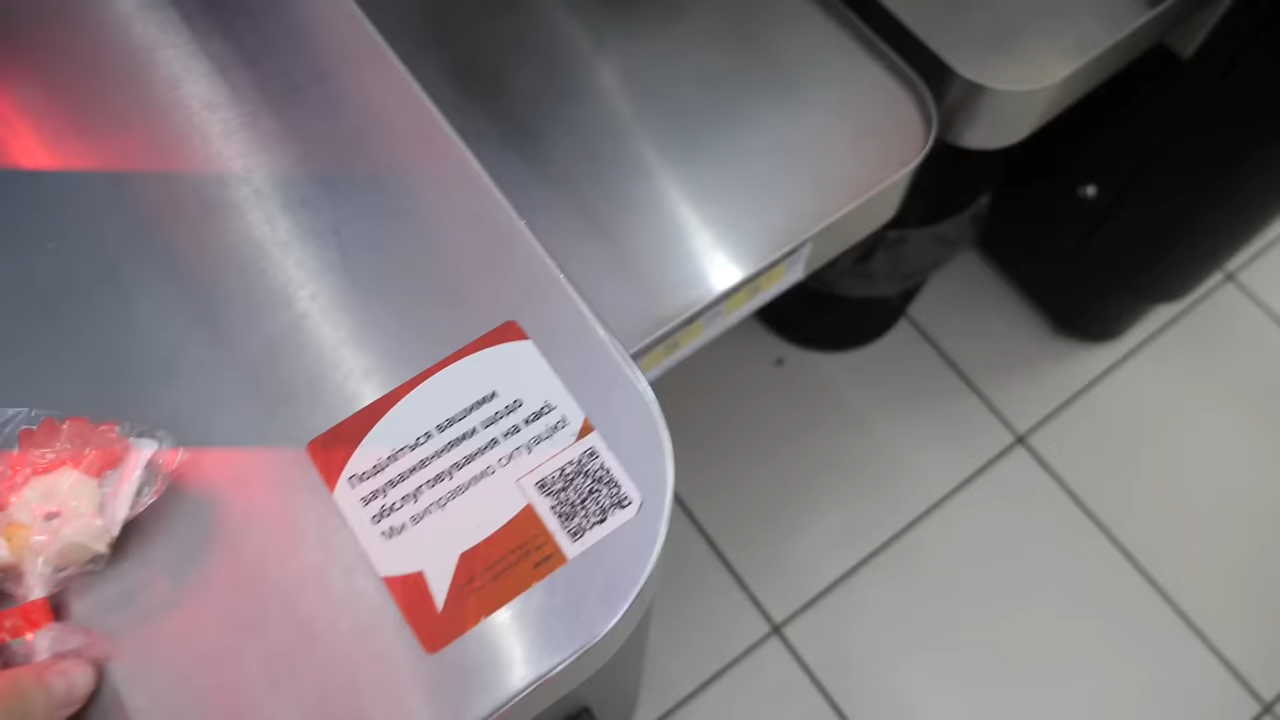 Поділіться вашими
зауваженнями щодо
обслуговування на касі.
Ми виправимо ситуацію!